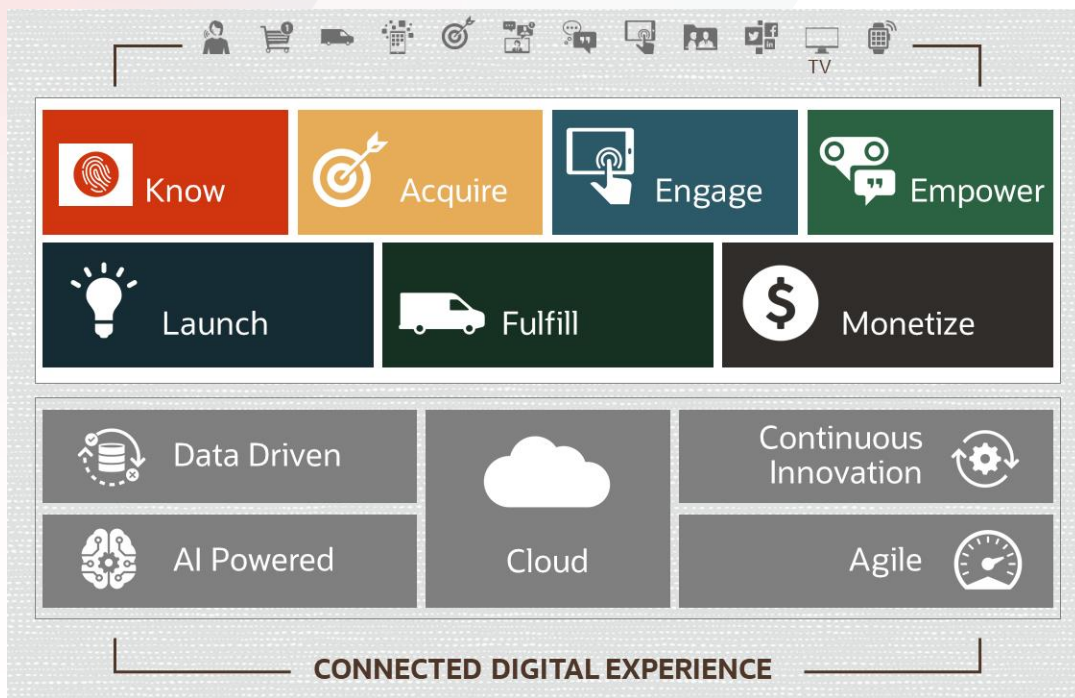 TV
Know
Acquire
Engage
Empower
Launch
Fulfill
$
Monetize
Data Driven
Cloud
Continuous
Innovation
AI Powered
Agile
CONNECTED DIGITAL EXPERIENCE